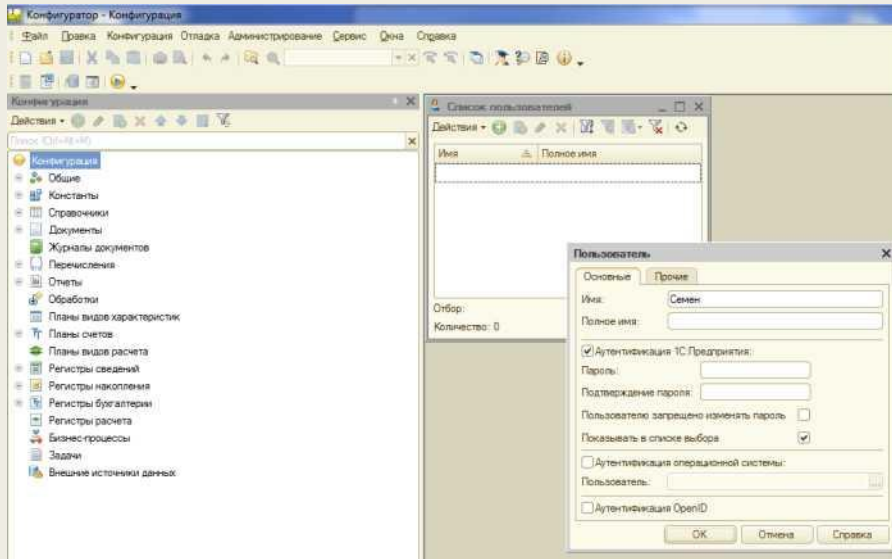 Конфигуратор - Конфигурация
Файл Правка Конфигурация Отладка Администрирование Сервис Окна Справка
Конфигурация
Действия
Поиск (Ctrl+Alt+M)
Конфигурация
Общие
Константы
Справочники
Документы
Журналы документов
Перечисления
Отчеты
Обработки
Планы видов характеристик
Планы счетов
Планы видов расчета
Регистры сведений
Регистры накопления
Регистры бухгалтерии
Регистры расчета
Бизнес-процессы
Задачи
Внешние источники данных
Список пользователей
Действия
Имя Полное имя
Отбор:
Количество: 0
Пользователь
Основные Прочие
Имя: Семен
Полное имя:
Аутентификация 1С:Предприятия:
Пароль:
Подтверждение пароля:
Пользователю запрещено изменять пароль
Показывать в списке выбора
Аутентификация операционной системы:
Пользователь:
Аутентификация OpenID
OK Отмена Справка